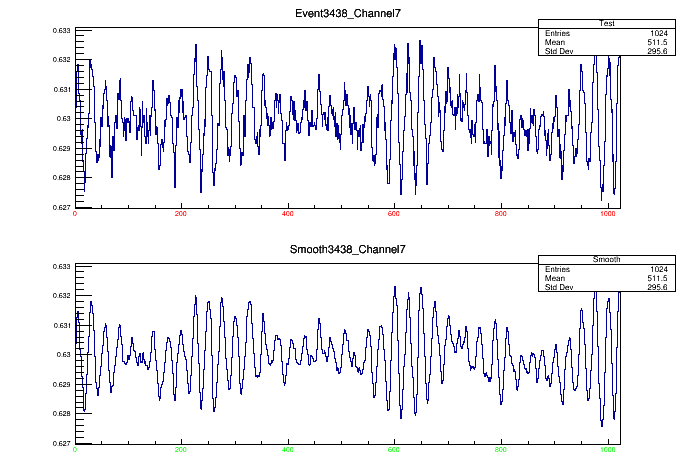 Event3438_Channel7
Test
Entries 1024
Mean 511.5
Std Dev 295.6
0.633
0.632
0.631
0.63
0.629
0.628
0.627
0 200 400 600 800 1000
Smooth3438_Channel7
Smooth
Entries 1024
Mean 511.5
Std Dev 295.6
0.633
0.632
0.631
0.63
0.629
0.628
0.627
0 200 400 600 800 1000